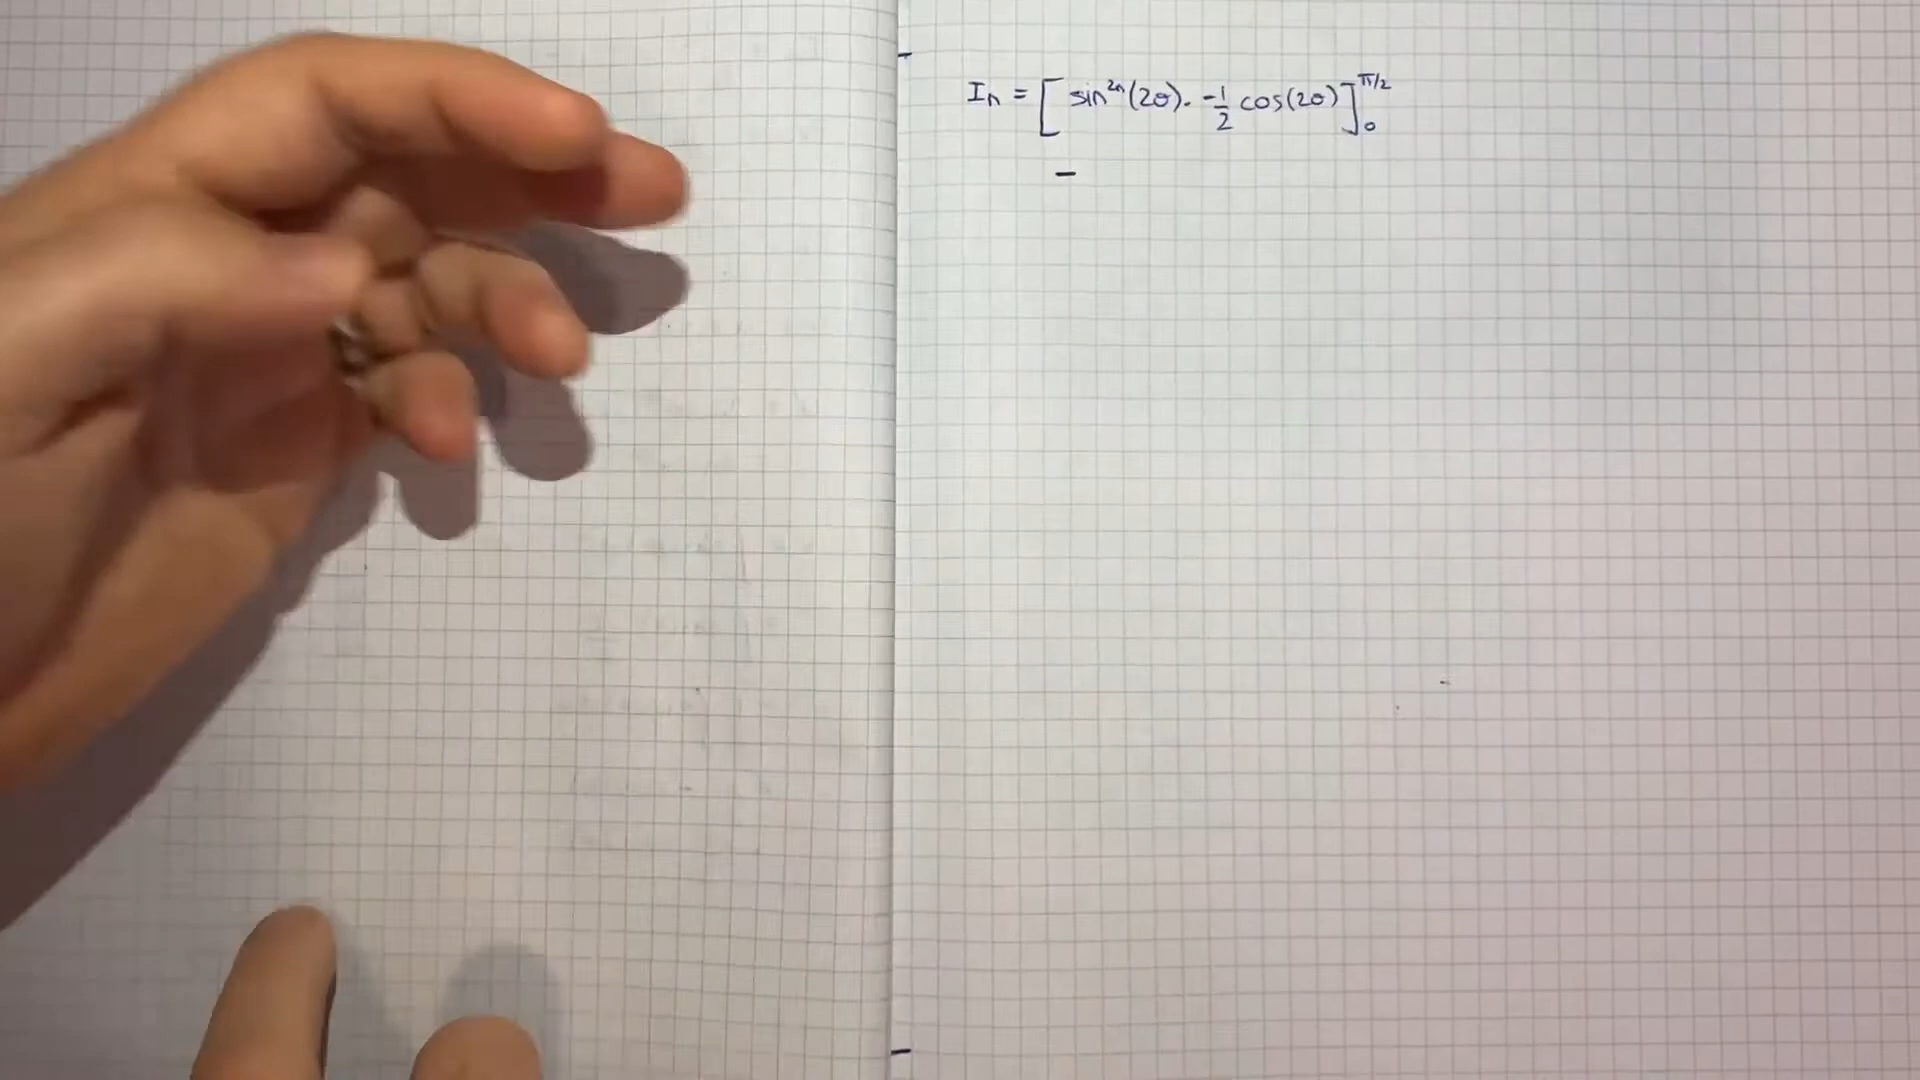 Iₙ = [ sin²ⁿ(2θ) · -1/2 cos(2θ) ]₀^π/2
-